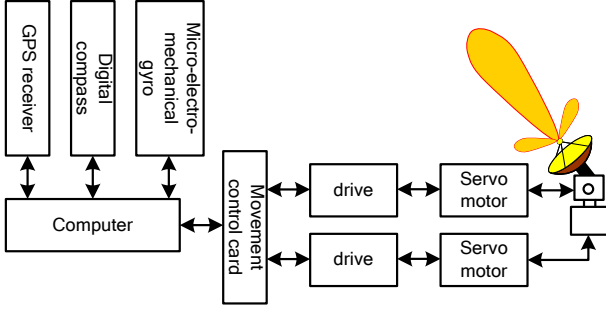 GPS receiver
Digital
compass
Micro-electro-
mechanical
gyro
Computer
Movement
control card
drive
Servo
motor
drive
Servo
motor